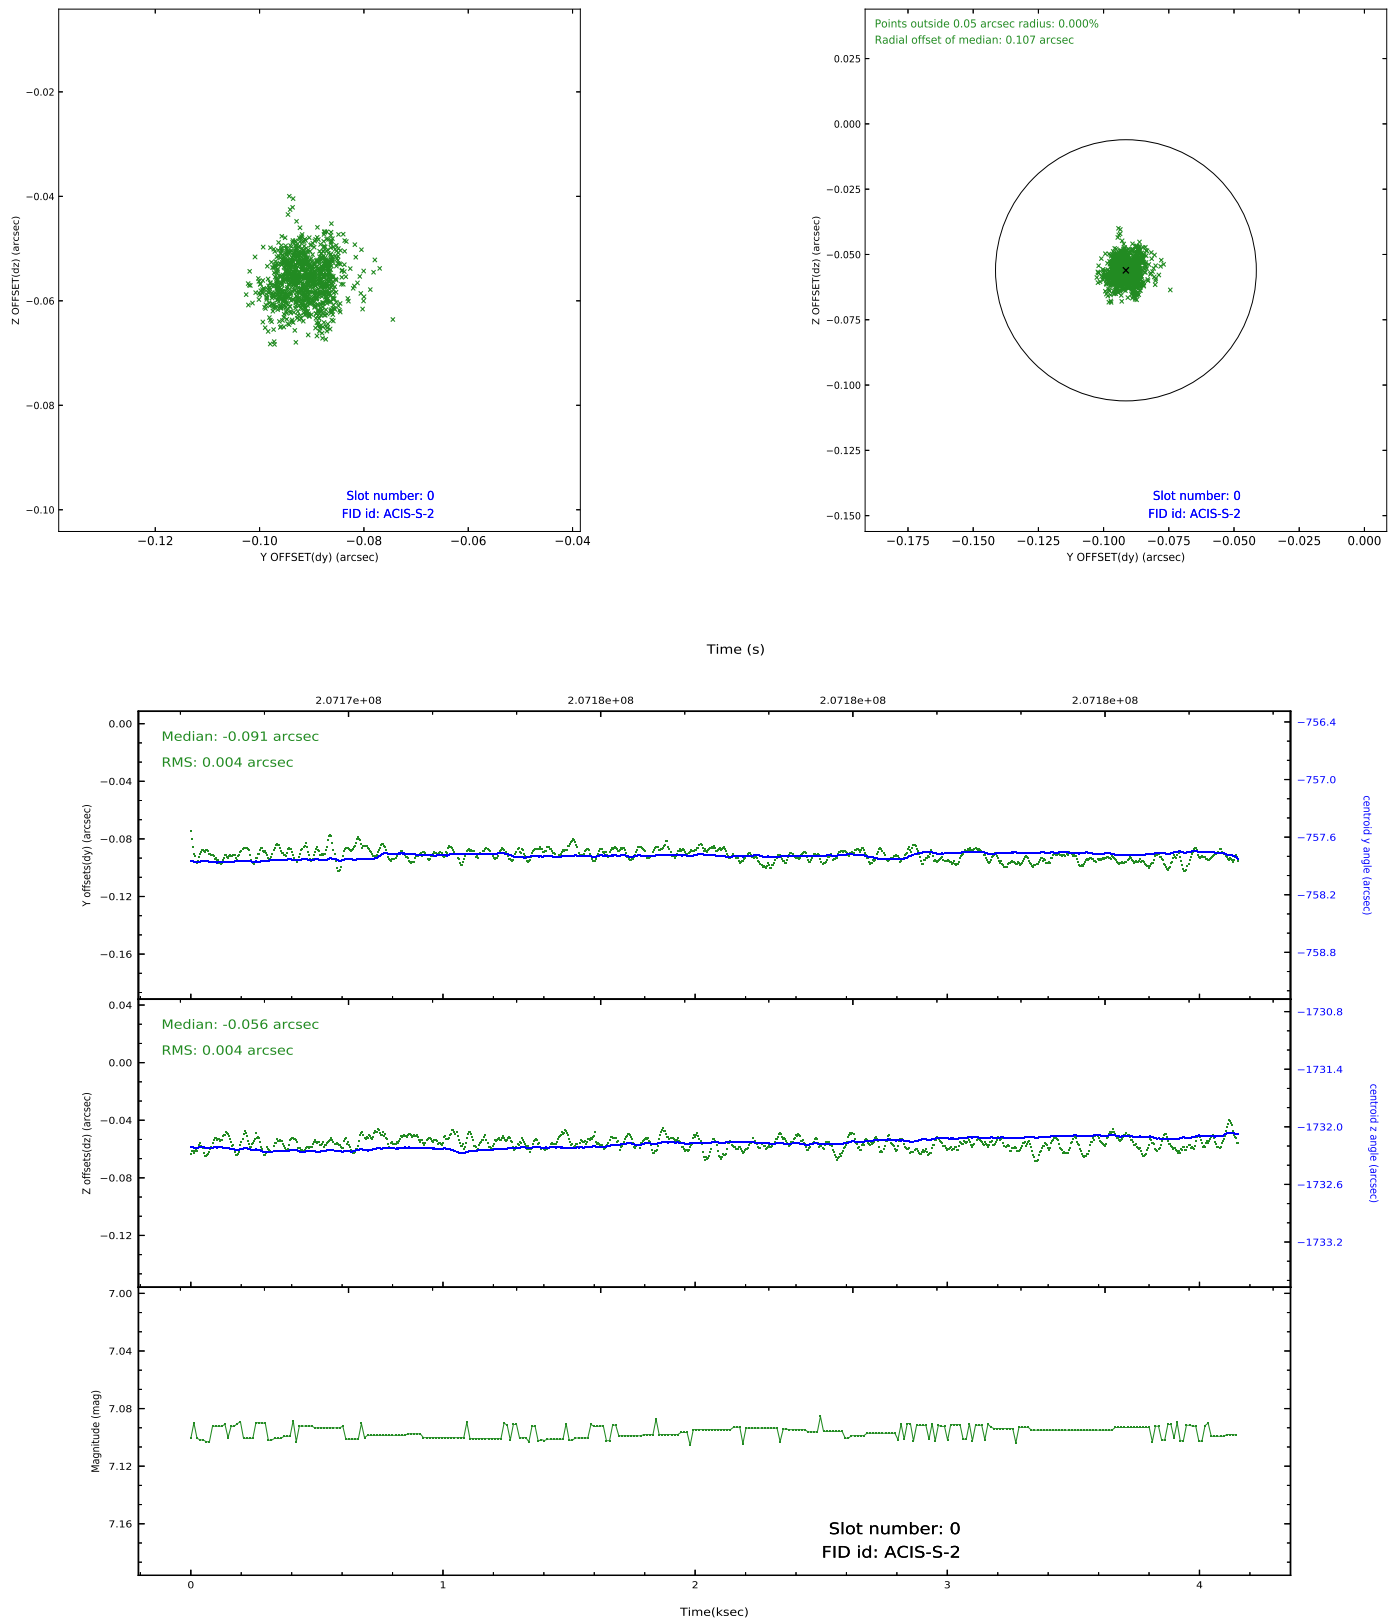 −0.02
−0.04
−0.06
−0.08
−0.10
Z OFFSET(dz) (arcsec)
Slot number: 0
FID id: ACIS-S-2
−0.12
−0.10
−0.08
−0.06
−0.04
Y OFFSET(dy) (arcsec)
Points outside 0.05 arcsec radius: 0.000%
Radial offset of median: 0.107 arcsec
0.025
0.000
−0.025
−0.050
−0.075
−0.100
−0.125
−0.150
Z OFFSET(dz) (arcsec)
Slot number: 0
FID id: ACIS-S-2
−0.175
−0.150
−0.125
−0.100
−0.075
−0.050
−0.025
0.000
Y OFFSET(dy) (arcsec)
Time (s)
2.0717e+08
2.0718e+08
2.0718e+08
2.0718e+08
0.00
−0.04
−0.08
−0.12
−0.16
Y offsets(dy) (arcsec)
Median: -0.091 arcsec
RMS: 0.004 arcsec
−756.4
−757.0
−757.6
−758.2
−758.8
centroid y angle (arcsec)
0.04
0.00
−0.04
−0.08
−0.12
Z offsets(dz) (arcsec)
Median: -0.056 arcsec
RMS: 0.004 arcsec
−1730.8
−1731.4
−1732.0
−1732.6
−1733.2
centroid z angle (arcsec)
7.00
7.04
7.08
7.12
7.16
Magnitude (mag)
Slot number: 0
FID id: ACIS-S-2
0
1
2
3
4
Time(ksec)